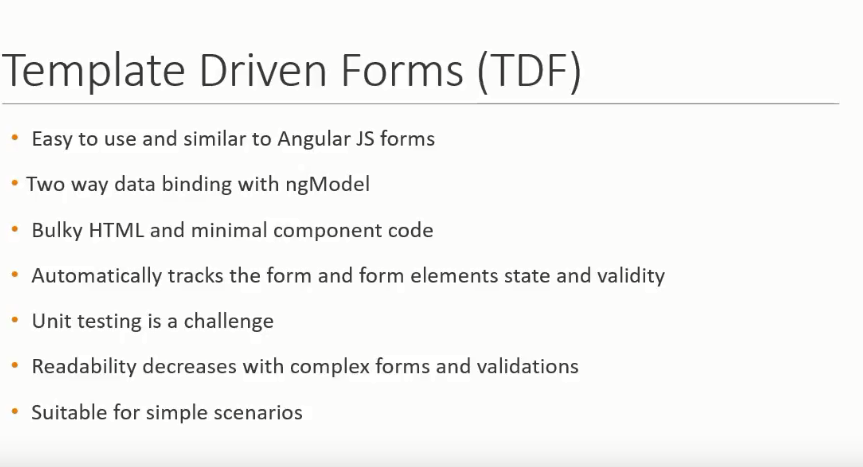 Template Driven Forms (TDF)
• Easy to use and similar to Angular JS forms
• Two way data binding with ngModel
• Bulky HTML and minimal component code
• Automatically tracks the form and form elements state and validity
• Unit testing is a challenge
• Readability decreases with complex forms and validations
• Suitable for simple scenarios